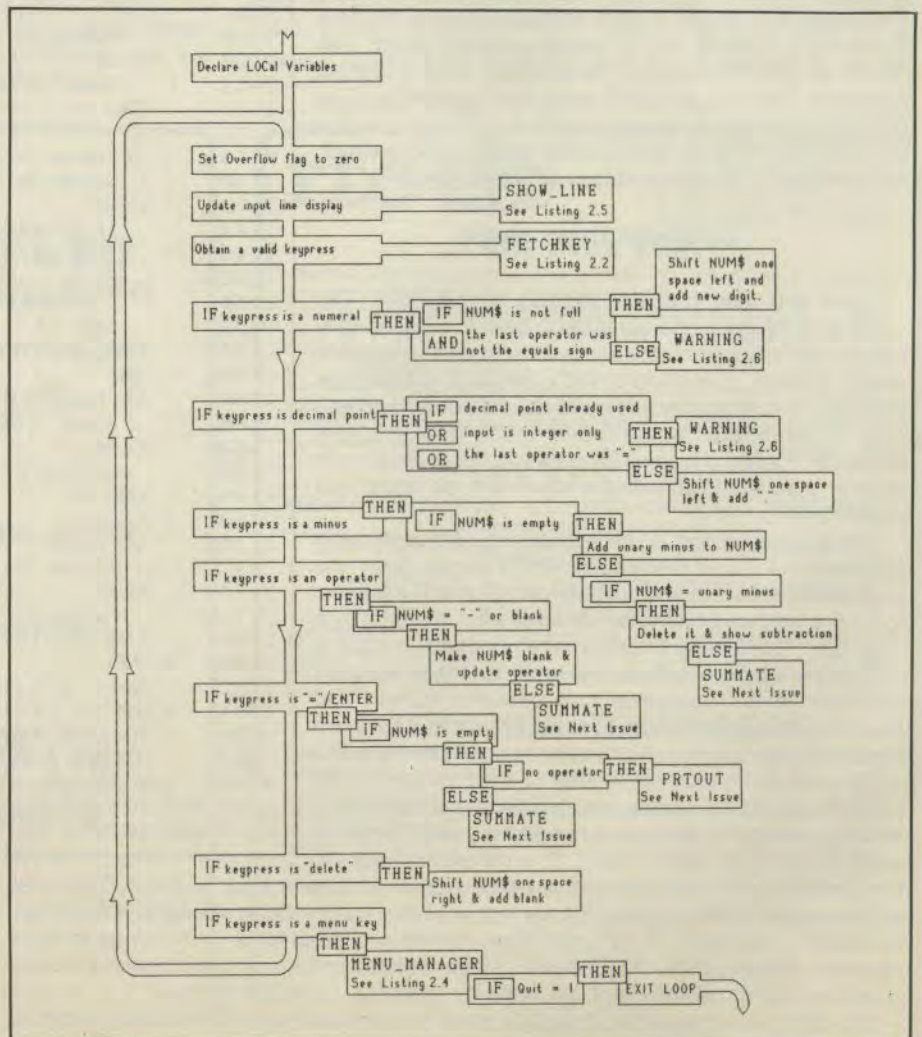 Declare LOCal Variables
Set Overflow flag to zero
Update input line display
SHOW_LINE
See Listing 2.5
Obtain a valid keypress
FETCHKEY
See Listing 2.2
IF keypress is a numeral
THEN
IF NUM$ is not full
AND the last operator was
not the equals sign
THEN
Shift NUM$ one
space left and
add new digit.
ELSE
WARNING
See Listing 2.6
IF keypress is decimal point
THEN
IF decimal point already used
OR input is integer only
OR the last operator was "="
THEN
WARNING
See Listing 2.6
ELSE
Shift NUM$ one space
left & add "."
IF keypress is a minus
THEN
IF NUM$ is empty
THEN
Add unary minus to NUM$
ELSE
IF NUM$ = unary minus
THEN
Delete it & show subtraction
ELSE
SUMMATE
See Next Issue
IF keypress is an operator
THEN
IF NUM$ = "-" or blank
THEN
Make NUM$ blank &
update operator
ELSE
SUMMATE
See Next Issue
IF keypress is "="/ENTER
THEN
IF NUM$ is empty
THEN
IF no operator
THEN
PRTOUT
See Next Issue
ELSE
SUMMATE
See Next Issue
IF keypress is "delete"
THEN
Shift NUM$ one space
right & add blank
IF keypress is a menu key
THEN
MENU_MANAGER
See Listing 2.4
IF Quit = 1
THEN
EXIT LOOP